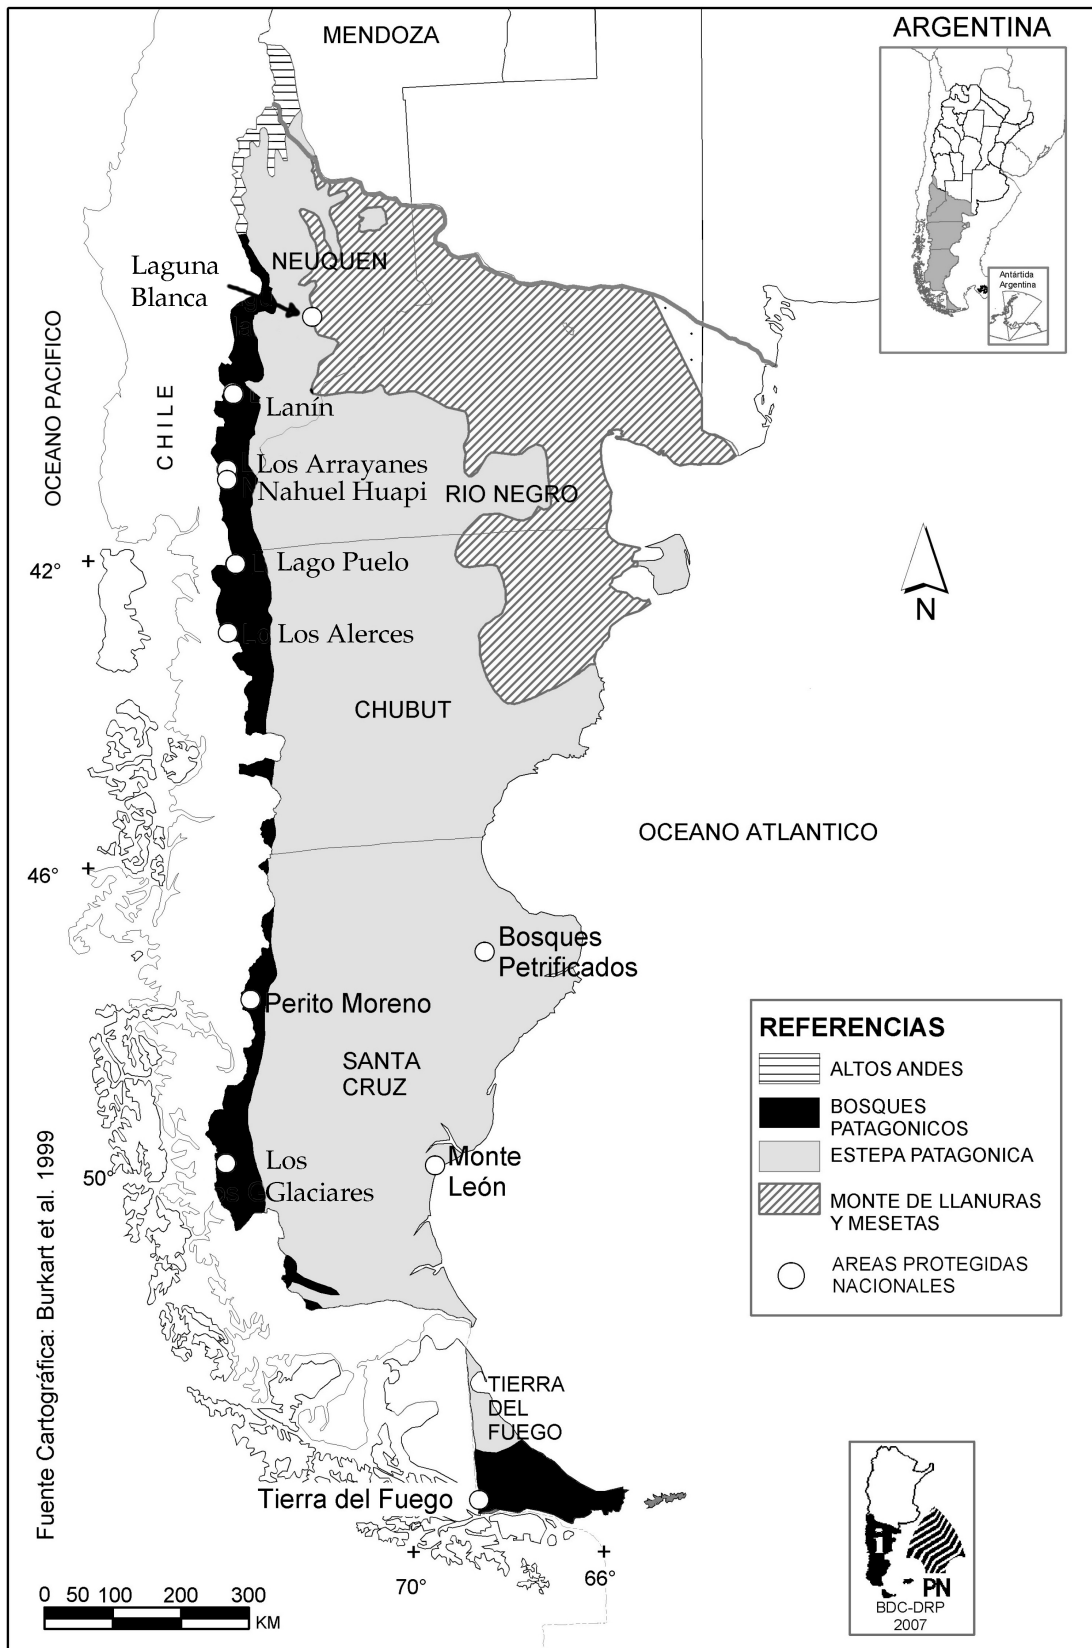 MENDOZA
ARGENTINA
Antártida
Argentina
Laguna
Blanca
NEUQUEN
OCEANO PACIFICO
CHILE
Lanín
Los Arrayanes
Nahuel Huapi
RIO NEGRO
42°
Lago Puelo
Los Alerces
N
CHUBUT
OCEANO ATLANTICO
46°
Bosques
Petrificados
Perito Moreno
SANTA
CRUZ
REFERENCIAS
ALTOS ANDES
BOSQUES
PATAGONICOS
ESTEPA PATAGONICA
MONTE DE LLANURAS
Y MESETAS
AREAS PROTEGIDAS
NACIONALES
50°
Los
Glaciares
Monte
León
Fuente Cartográfica: Burkart et al. 1999
TIERRA
DEL
FUEGO
Tierra del Fuego
70°
66°
0 50 100 200 300
KM
PN
BDC-DRP
2007